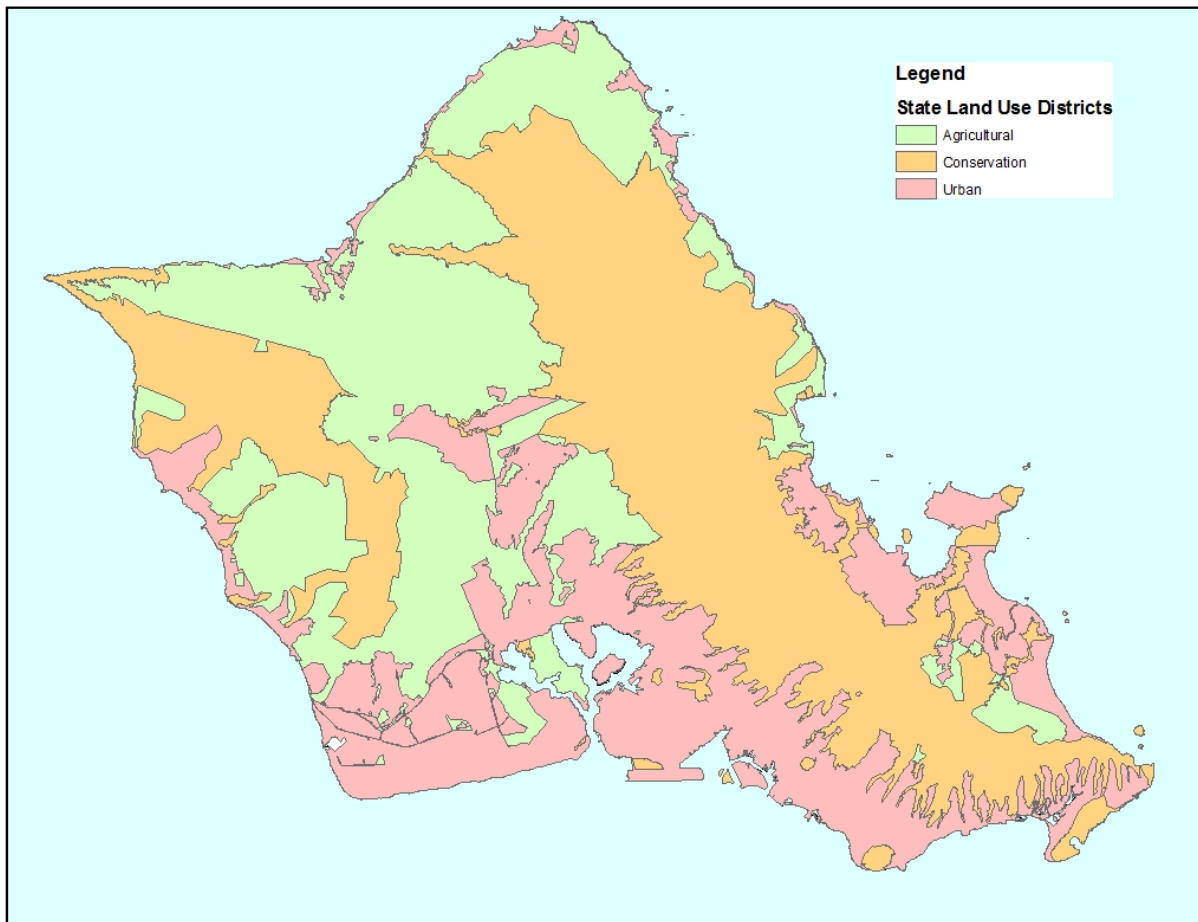 Legend
State Land Use Districts
Agricultural
Conservation
Urban